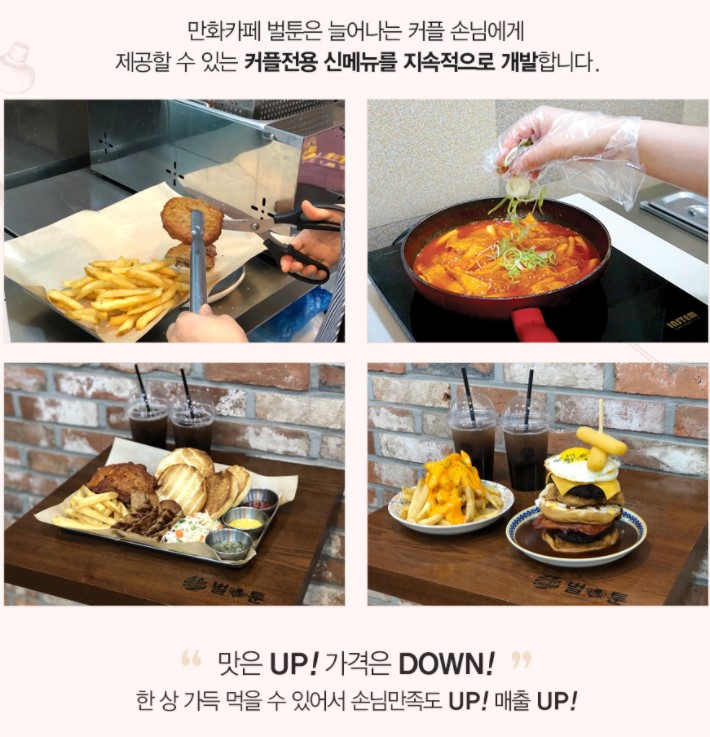 만화카페 벌툰은 늘어나는 커플 손님에게
제공할 수 있는 커플전용 신메뉴를 지속적으로 개발합니다.
INSTEM
벌툰
벌툰
“ 맛은 UP! 가격은 DOWN! ”
한 상 가득 먹을 수 있어서 손님만족도 UP! 매출 UP!